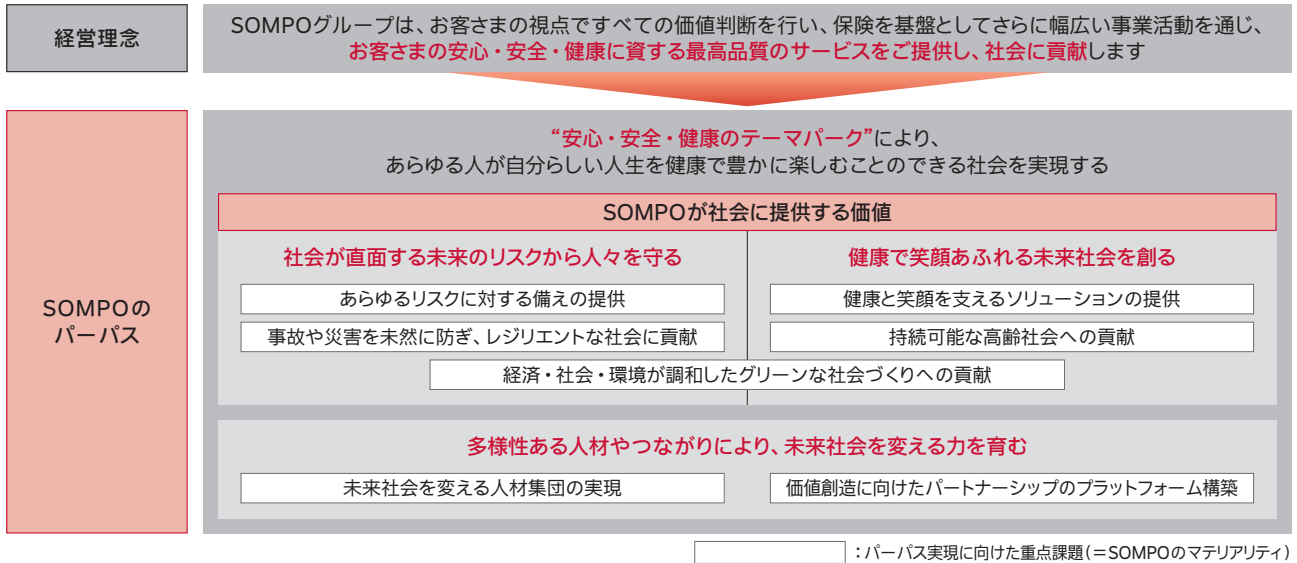 経営理念
SOMPOグループは、お客さまの視点ですべての価値判断を行い、保険を基盤としてさらに幅広い事業活動を通じ、
お客さまの安心・安全・健康に資する最高品質のサービスをご提供し、社会に貢献します
SOMPOの
パーパス
“安心・安全・健康のテーマパーク”により、
あらゆる人が自分らしい人生を健康で豊かに楽しむことのできる社会を実現する
SOMPOが社会に提供する価値
社会が直面する未来のリスクから人々を守る
あらゆるリスクに対する備えの提供
事故や災害を未然に防ぎ、レジリエントな社会に貢献
健康で笑顔あふれる未来社会を創る
健康と笑顔を支えるソリューションの提供
持続可能な高齢社会への貢献
経済・社会・環境が調和したグリーンな社会づくりへの貢献
多様性ある人材やつながりにより、未来社会を変える力を育む
未来社会を変える人材集団の実現
価値創造に向けたパートナーシップのプラットフォーム構築
：パーパス実現に向けた重点課題(＝SOMPOのマテリアリティ)